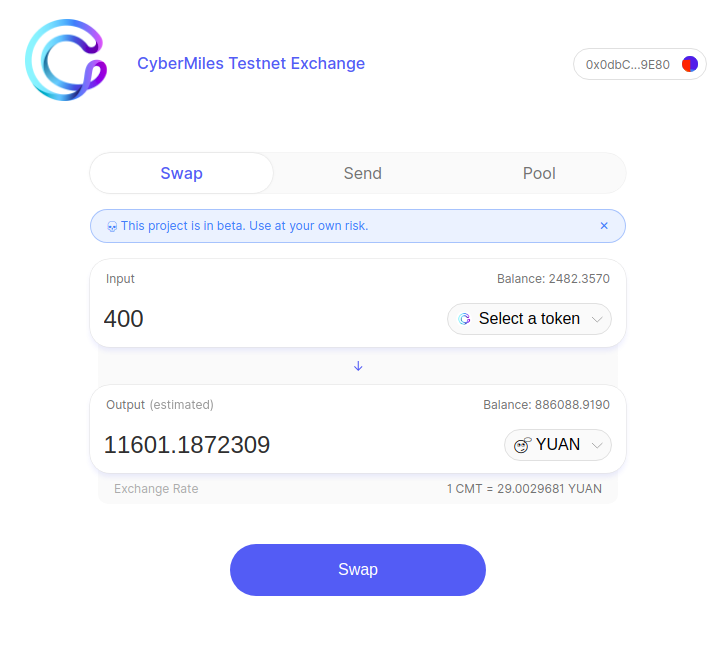 CyberMiles Testnet Exchange
0x0dbC...9E80
Swap Send Pool
💀 This project is in beta. Use at your own risk. ×
Input Balance: 2482.3570
400 Select a token
↓
Output (estimated) Balance: 886088.9190
11601.1872309 YUAN
Exchange Rate 1 CMT = 29.0029681 YUAN
Swap